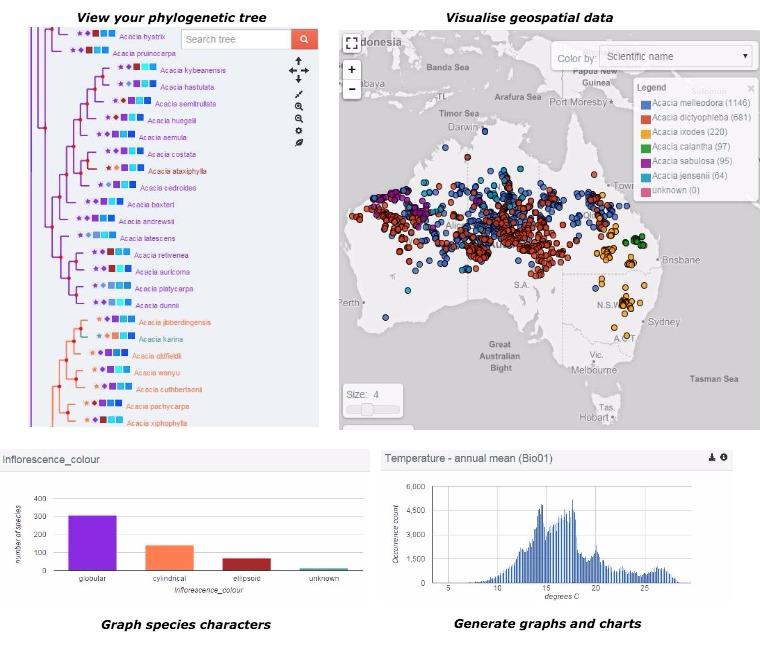 View your phylogenetic tree
Visualise geospatial data
Search tree
Acacia hystrix
Acacia pruinocarpa
Acacia kybeanensis
Acacia hastulata
Acacia semitrullata
Acacia huegelii
Acacia aemula
Acacia costata
Acacia ataxiphylla
Acacia cedroides
Acacia baxteri
Acacia andrewsii
Acacia latescens
Acacia retivenea
Acacia auricoma
Acacia platycarpa
Acacia dunnii
Acacia jibberdingensis
Acacia karina
Acacia oldfieldii
Acacia wanyu
Acacia cuthbertsonii
Acacia pachycarpa
Acacia xiphophylla
donesia
+
−
Color by: Scientific name
Banda Sea
Papua New
Guinea
abaya
TL
Arafura Sea
Port Moresby
Timor Sea
Darwin
Legend
Acacia melleodora (1146)
Acacia dictyophleba (681)
Acacia ixodes (220)
Acacia calantha (97)
Acacia sabulosa (95)
Acacia jensenii (64)
unknown (0)
Brisbane
S.A.
Perth
N.S.W
Sydney
A.C.T
Great
Australian
Bight
Vic.
Melbourne
Tasman Sea
Size: 4
Tas.
Hobart
Inflorescence_colour
number of species
400
300
200
100
0
globular
cylindrical
ellipsoid
unknown
Inflorescence_colour
Temperature - annual mean (Bio01)
Occurrence count
6,000
4,500
3,000
1,500
0
5
10
15
20
25
degrees C
Graph species characters
Generate graphs and charts